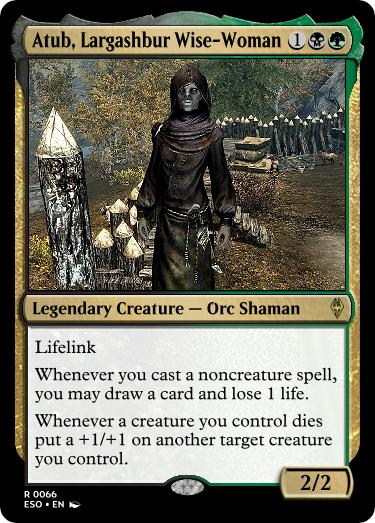 Atub, Largashbur Wise-Woman 1
Legendary Creature — Orc Shaman
Lifelink
Whenever you cast a noncreature spell,
you may draw a card and lose 1 life.
Whenever a creature you control dies
put a +1/+1 on another target creature
you control.
2/2
R 0066
ESO • EN